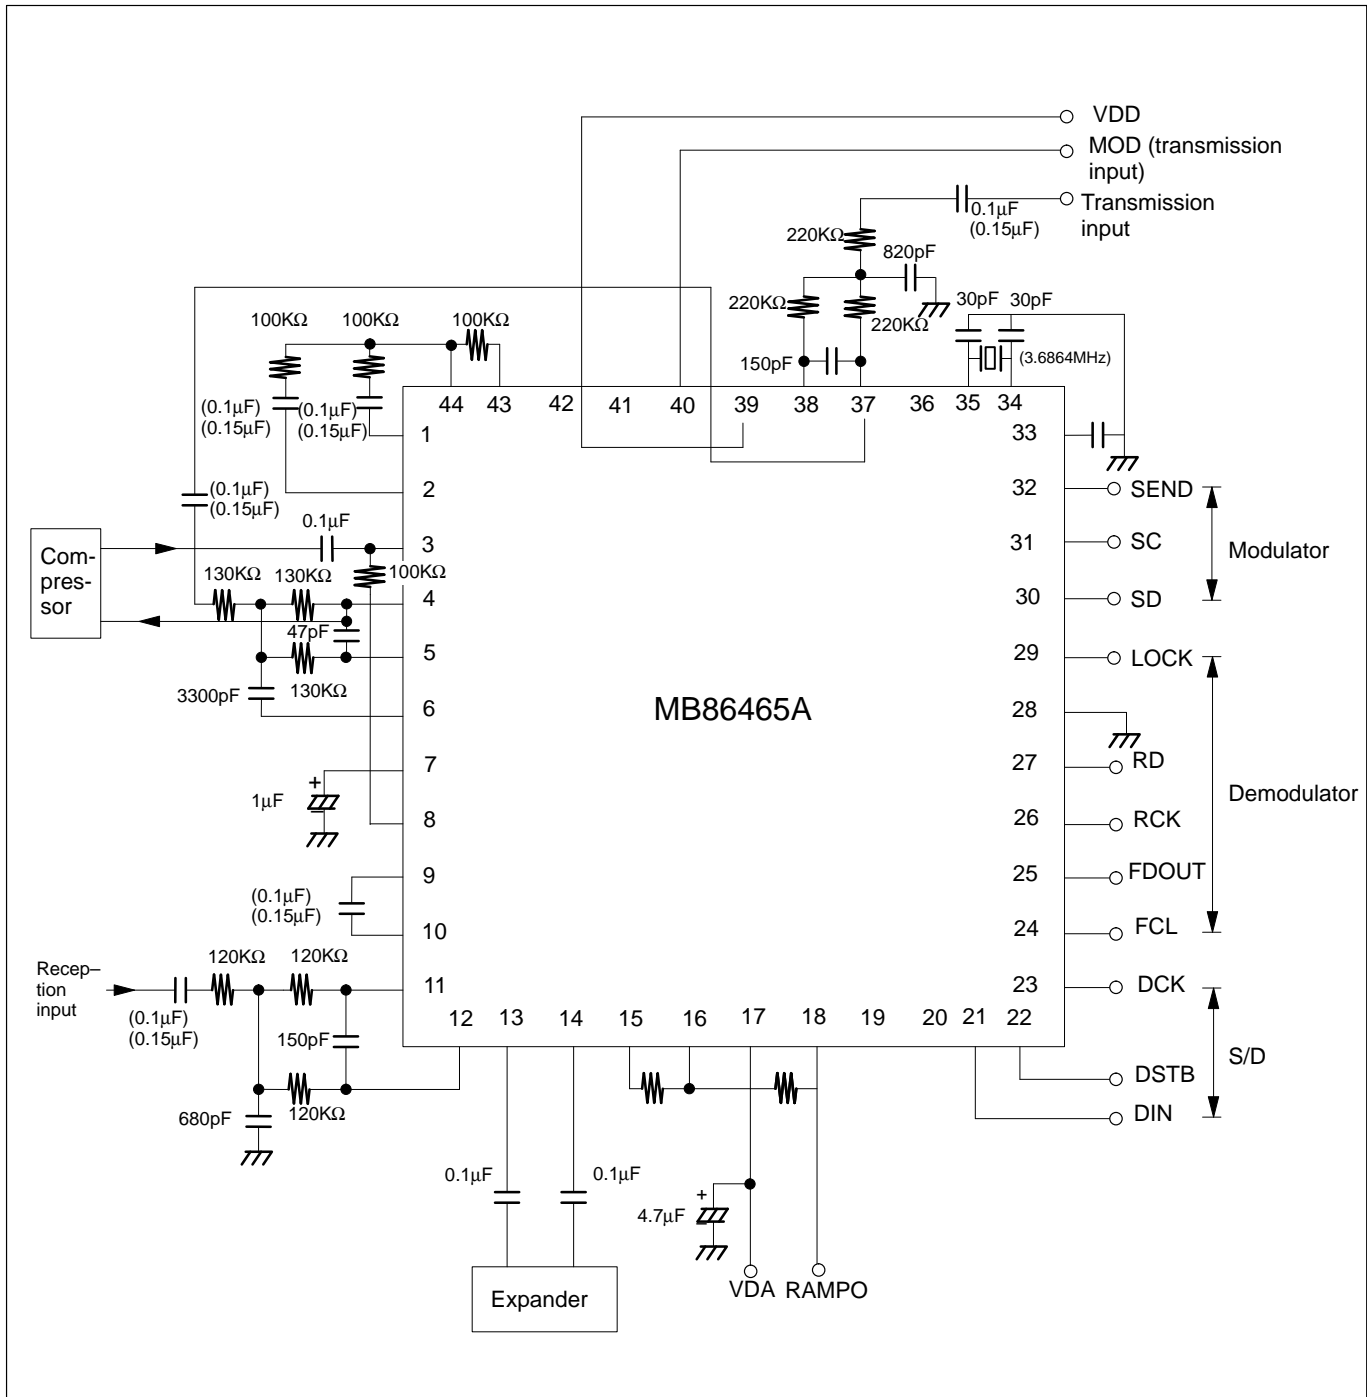 VDD
MOD (transmission
input)
Transmission
input
0.1µF
(0.15µF)
220KΩ
820pF
220KΩ
220KΩ
30pF
30pF
100KΩ
100KΩ
100KΩ
150pF
(3.6864MHz)
(0.1µF)
(0.15µF)
(0.1µF)
(0.15µF)
44
43
42
41
40
39
38
37
36
35
34
1
33
(0.1µF)
(0.15µF)
2
32
SEND
0.1µF
3
31
SC
Modulator
Com-
pres-
sor
100KΩ
130KΩ
130KΩ
4
30
SD
47pF
5
29
LOCK
130KΩ
3300pF
6
MB86465A
28
7
27
RD
1µF
+
–
8
26
RCK
Demodulator
9
25
FDOUT
(0.1µF)
(0.15µF)
10
24
FCL
120KΩ
120KΩ
Recep–
tion
input
11
23
DCK
(0.1µF)
(0.15µF)
12
13
14
15
16
17
18
19
20
21
22
150pF
S/D
DSTB
DIN
680pF
120KΩ
0.1µF
0.1µF
+
4.7µF
–
VDA
RAMPO
Expander